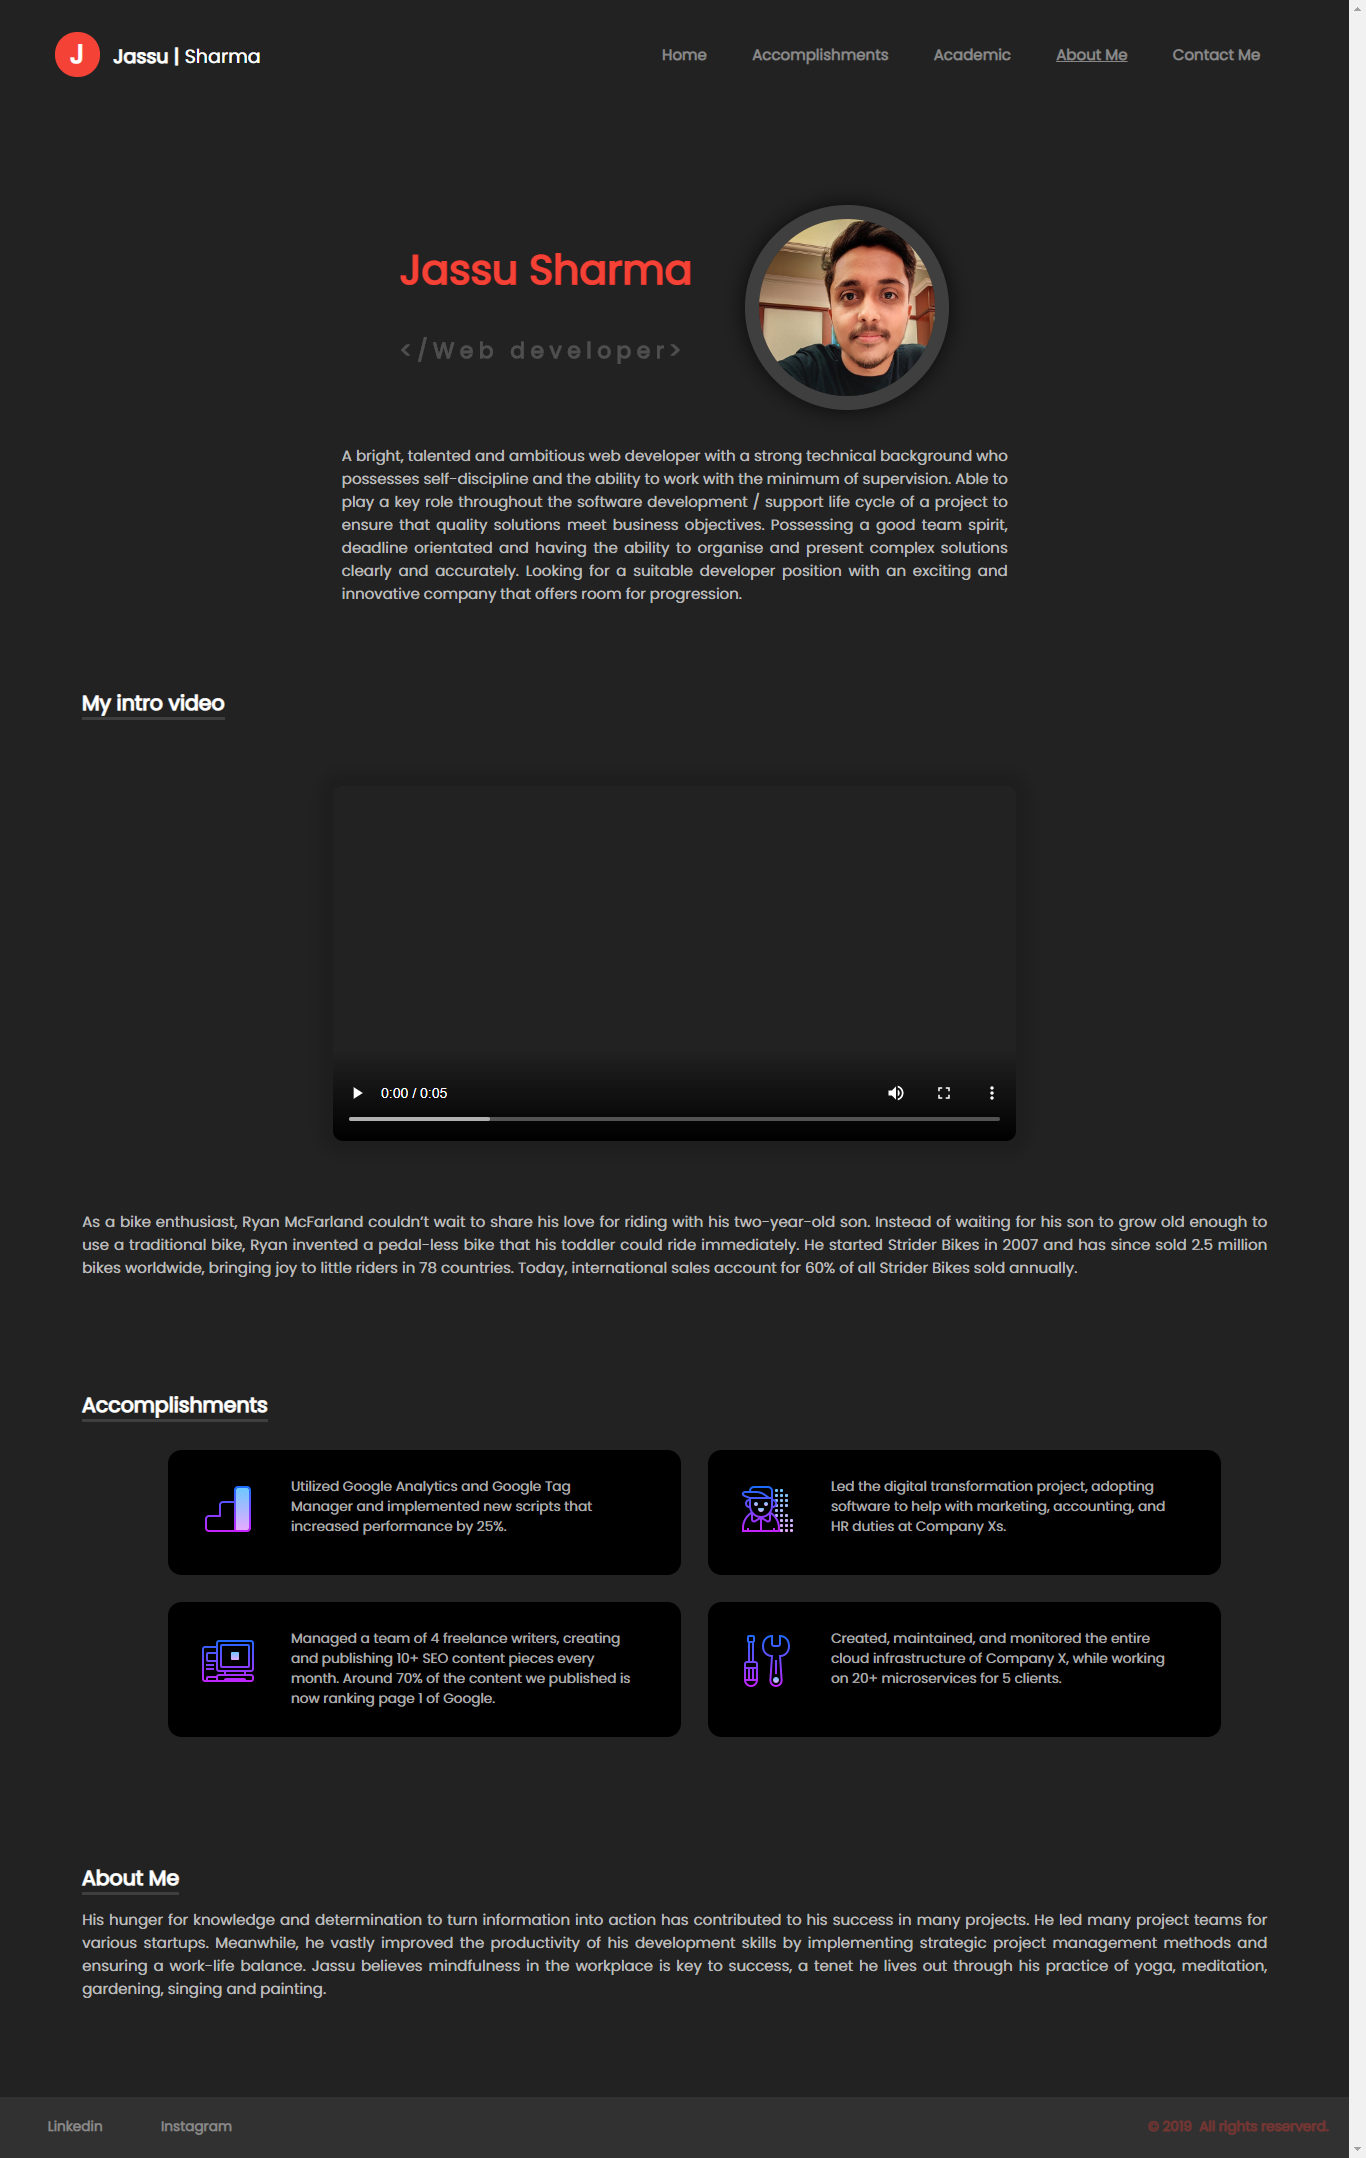 J Jassu | Sharma
Home Accomplishments Academic About Me Contact Me
Jassu Sharma
</Web developer>
A bright, talented and ambitious web developer with a strong technical background who
possesses self-discipline and the ability to work with the minimum of supervision. Able to
play a key role throughout the software development / support life cycle of a project to
ensure that quality solutions meet business objectives. Possessing a good team spirit,
deadline orientated and having the ability to organise and present complex solutions
clearly and accurately. Looking for a suitable developer position with an exciting and
innovative company that offers room for progression.
My intro video
0:00 / 0:05
As a bike enthusiast, Ryan McFarland couldn't wait to share his love for riding with his two-year-old son. Instead of waiting for his son to grow old enough to
use a traditional bike, Ryan invented a pedal-less bike that his toddler could ride immediately. He started Strider Bikes in 2007 and has since sold 2.5 million
bikes worldwide, bringing joy to little riders in 78 countries. Today, international sales account for 60% of all Strider Bikes sold annually.
Accomplishments
Utilized Google Analytics and Google Tag
Manager and implemented new scripts that
increased performance by 25%.
Led the digital transformation project, adopting
software to help with marketing, accounting, and
HR duties at Company Xs.
Managed a team of 4 freelance writers, creating
and publishing 10+ SEO content pieces every
month. Around 70% of the content we published is
now ranking page 1 of Google.
Created, maintained, and monitored the entire
cloud infrastructure of Company X, while working
on 20+ microservices for 5 clients.
About Me
His hunger for knowledge and determination to turn information into action has contributed to his success in many projects. He led many project teams for
various startups. Meanwhile, he vastly improved the productivity of his development skills by implementing strategic project management methods and
ensuring a work-life balance. Jassu believes mindfulness in the workplace is key to success, a tenet he lives out through his practice of yoga, meditation,
gardening, singing and painting.
Linkedin Instagram © 2019 All rights reserverd.